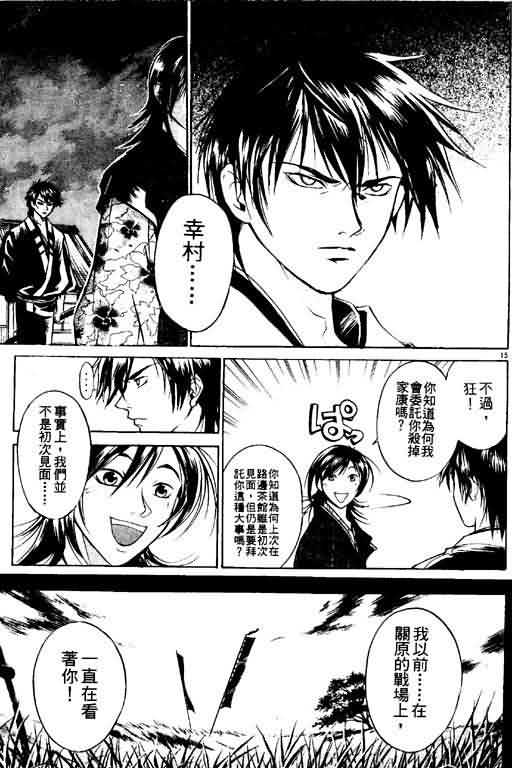 幸村……
15
不過，
狂！
你知道為何我
會委託你殺掉
家康嗎？
ぱっ
你知道為何上次在
路邊茶館雖是初次
見面，但仍是要拜
託你這種大事嗎？
……
事實上，我們並
不是初次見面……
我以前……在
關原的戰場上，
一直在看
著你！